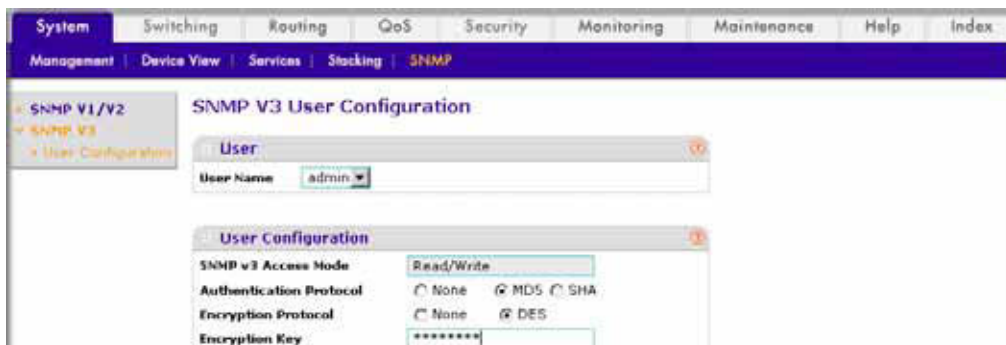 System Switching Routing QoS Security Monitoring Maintenance Help Index
Management Device View Services Stacking SNMP
SNMP V1/V2
SNMP V3
User Configuration
SNMP V3 User Configuration
User
User Name admin
User Configuration
SNMP v3 Access Mode Read/Write
Authentication Protocol None MD5 SHA
Encryption Protocol None DES
Encryption Key ********